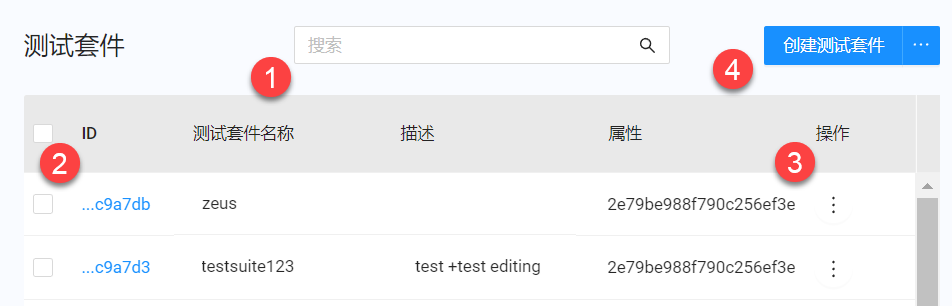 测试套件 搜索 创建测试套件 ...
1 4
ID 测试套件名称 描述 属性 操作
2 3
...c9a7db zeus 2e79be988f790c256ef3e
...c9a7d3 testsuite123 test +test editing 2e79be988f790c256ef3e